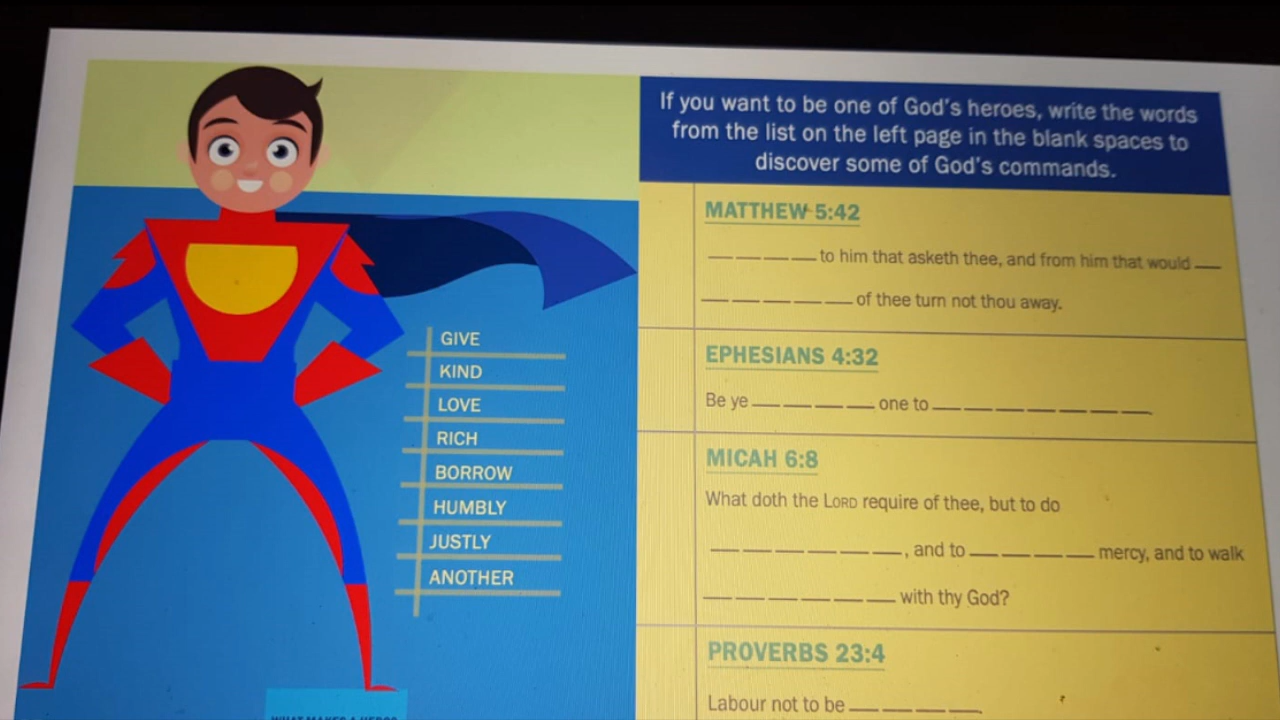 GIVE
KIND
LOVE
RICH
BORROW
HUMBLY
JUSTLY
ANOTHER
WHAT MAKES A HERO?
If you want to be one of God's heroes, write the words
from the list on the left page in the blank spaces to
discover some of God's commands.
MATTHEW 5:42
_ _ _ _ to him that asketh thee, and from him that would _
_ _ _ _ _ of thee turn not thou away.
EPHESIANS 4:32
Be ye _ _ _ _ one to _ _ _ _ _ _ _.
MICAH 6:8
What doth the LORD require of thee, but to do
_ _ _ _ _ _, and to _ _ _ _ mercy, and to walk
_ _ _ _ _ _ with thy God?
PROVERBS 23:4
Labour not to be _ _ _ _.